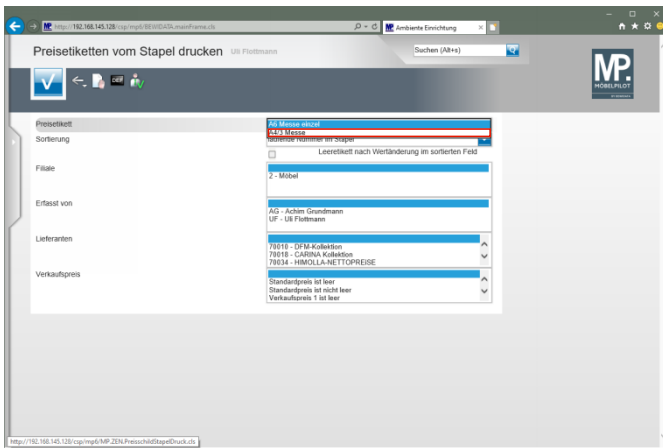 http://192.168.145.128/csp/mp6/BEWIDATA.mainFrame.cls
Ambiente Einrichtung
Preisetiketten vom Stapel drucken Uli Flottmann
Suchen (Alt+s)
MP.
MÖBELPILOT
Preisetikett
A6 Messe einzel
A4/3 Messe
Sortierung
laufende Nummer im Stapel
Leeretikett nach Wertänderung im sortierten Feld
Filiale
2 - Möbel
Erfasst von
AG - Achim Grundmann
UF - Uli Flottmann
Lieferanten
70010 - DFM-Kollektion
70018 - CARINA Kollektion
70034 - HIMOLLA-NETTOPREISE
Verkaufspreis
Standardpreis ist leer
Standardpreis ist nicht leer
Verkaufspreis 1 ist leer
http://192.168.145.128/csp/mp6/MP.ZEN.PreisschildStapelDruck.cls